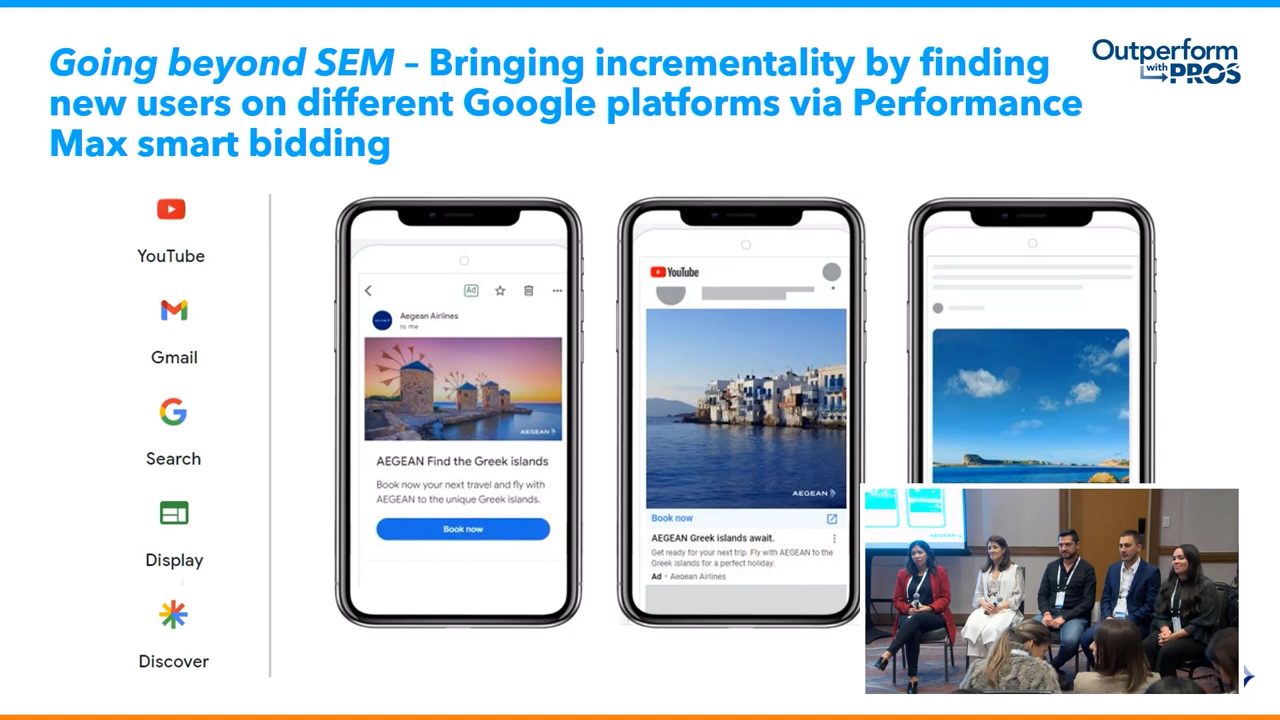 Going beyond SEM – Bringing incrementality by finding
new users on different Google platforms via Performance
Max smart bidding
Outperform
with PROS
YouTube
Gmail
Search
Display
Discover
Ad
Aegean Airlines
to me
AEGEAN
AEGEAN Find the Greek islands
Book your next travel and fly with
AEGEAN to the unique Greek islands.
Book now
YouTube
AEGEAN
Book now
AEGEAN Greek islands await.
Get ready for your next trip. Fly with AEGEAN to the
Greek islands for a perfect holiday.
Ad • Aegean Airlines
AEGEAN